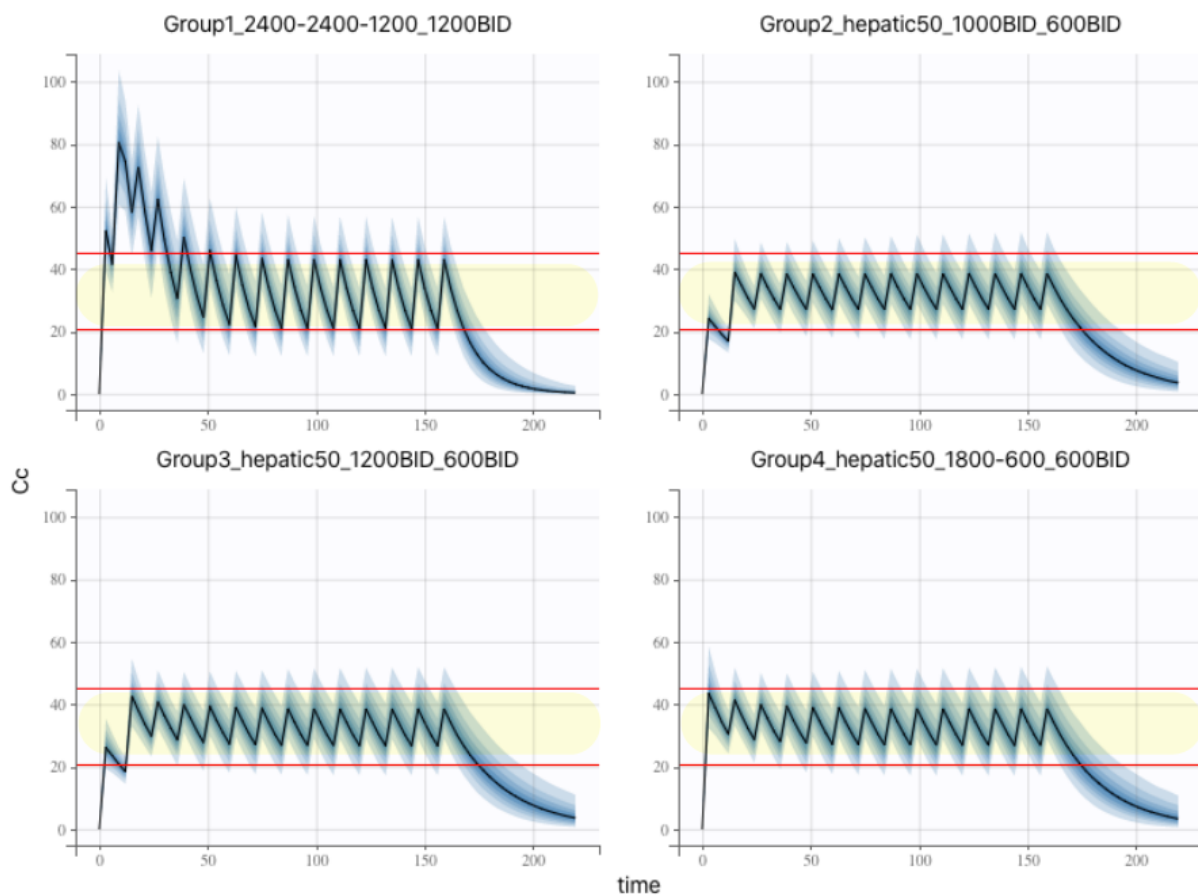 Group1_2400-2400-1200_1200BID
Group2_hepatic50_1000BID_600BID
100
80
60
40
20
0
0 50 100 150 200
100
80
60
40
20
0
0 50 100 150 200
Group3_hepatic50_1200BID_600BID
Group4_hepatic50_1800-600_600BID
Cc
100
80
60
40
20
0
0 50 100 150 200
100
80
60
40
20
0
0 50 100 150 200
time